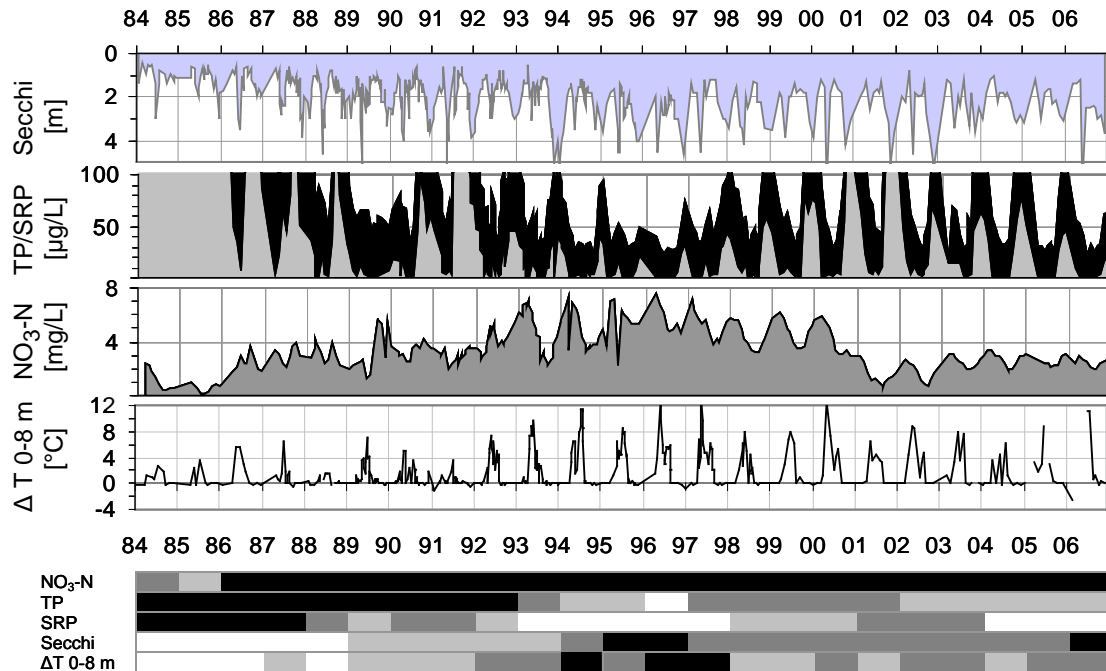 84 85 86 87 88 89 90 91 92 93 94 95 96 97 98 99 00 01 02 03 04 05 06
Secchi
[m]
0
2
4
TP/SRP
[µg/L]
100
50
NO3-N
[mg/L]
8
4
Δ T 0-8 m
[°C]
12
8
4
0
-4
84 85 86 87 88 89 90 91 92 93 94 95 96 97 98 99 00 01 02 03 04 05 06
NO3-N
TP
SRP
Secchi
ΔT 0-8 m